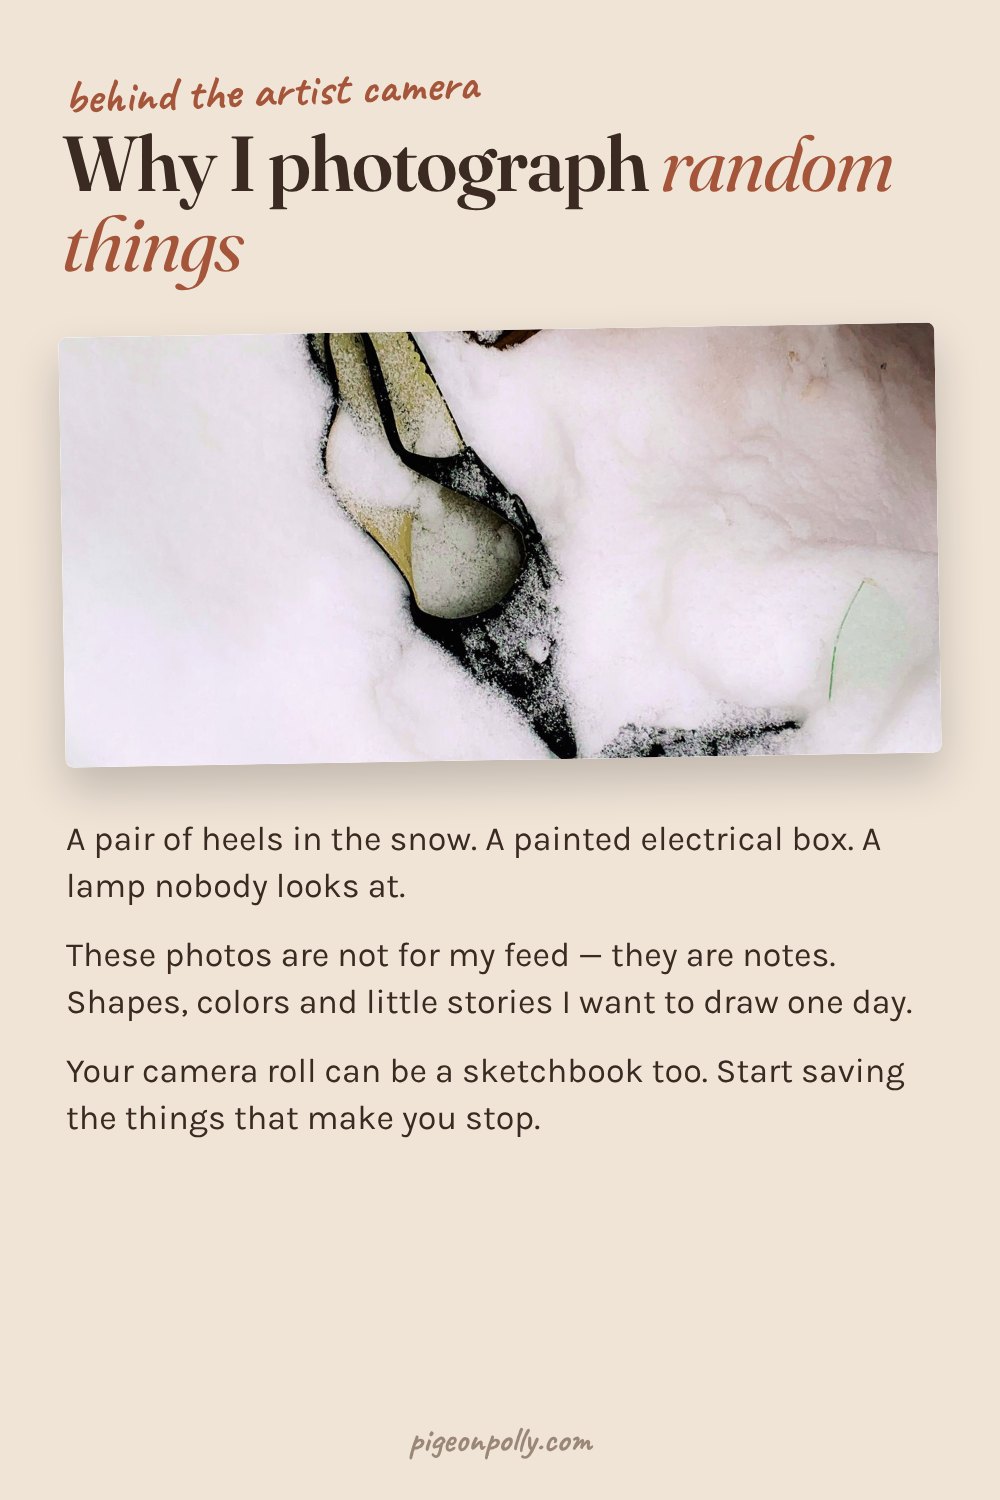 behind the artist camera
Why I photograph random
things
A pair of heels in the snow. A painted electrical box. A
lamp nobody looks at.
These photos are not for my feed — they are notes.
Shapes, colors and little stories I want to draw one day.
Your camera roll can be a sketchbook too. Start saving
the things that make you stop.
pigeonpolly.com